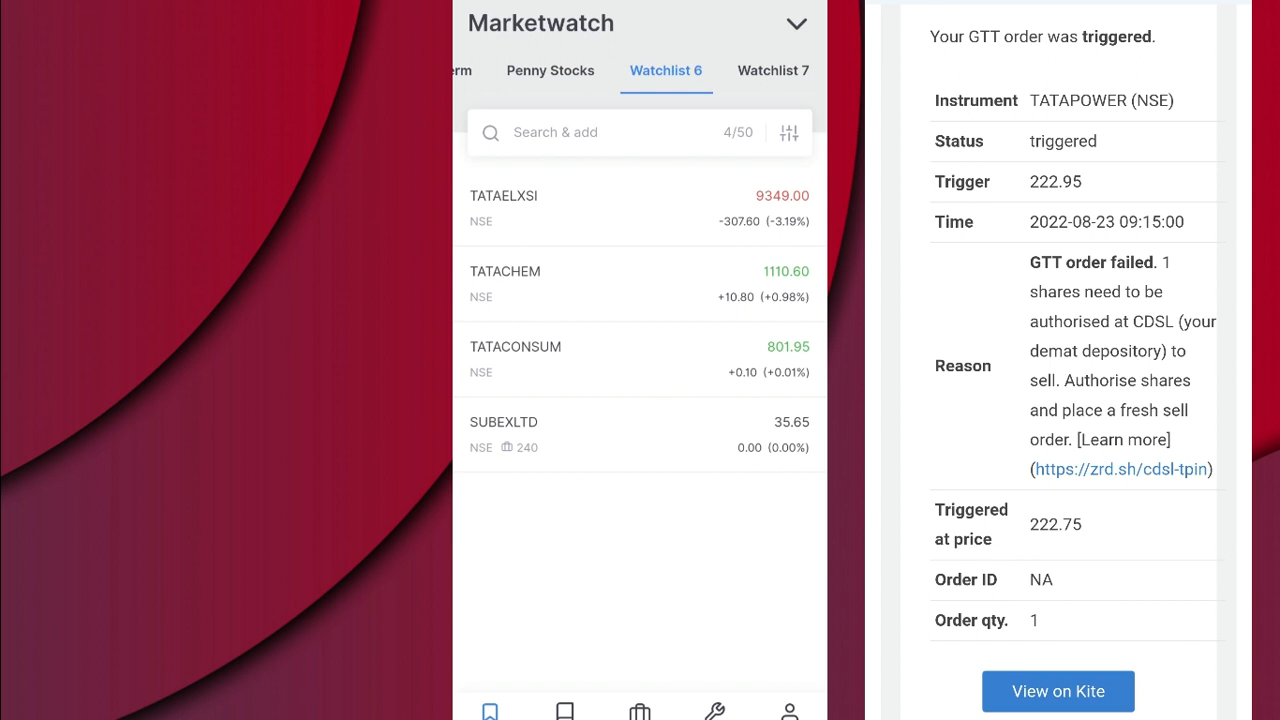 Marketwatch
erm Penny Stocks Watchlist 6 Watchlist 7
Search & add 4/50
TATAELXSI 9349.00
NSE -307.60 (-3.19%)
TATACHEM 1110.60
NSE +10.80 (+0.98%)
TATACONSUM 801.95
NSE +0.10 (+0.01%)
SUBEXLTD 35.65
NSE 240 0.00 (0.00%)
Your GTT order was triggered.
Instrument TATAPOWER (NSE)
Status triggered
Trigger 222.95
Time 2022-08-23 09:15:00
Reason
GTT order failed. 1
shares need to be
authorised at CDSL (your
demat depository) to
sell. Authorise shares
and place a fresh sell
order. [Learn more]
(https://zrd.sh/cdsl-tpin)
Triggered
at price
222.75
Order ID NA
Order qty. 1
View on Kite